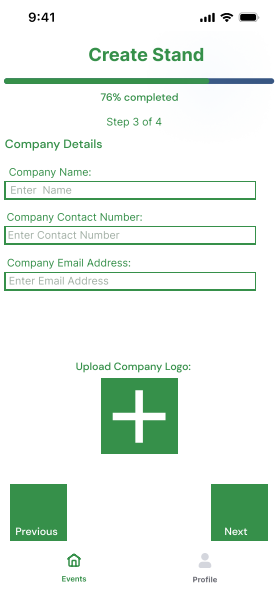 9:41
Create Stand
76% completed
Step 3 of 4
Company Details
Company Name:
Enter  Name
Company Contact Number:
Enter Contact Number
Company Email Address:
Enter Email Address
Upload Company Logo:
Previous
Next
Events
Profile